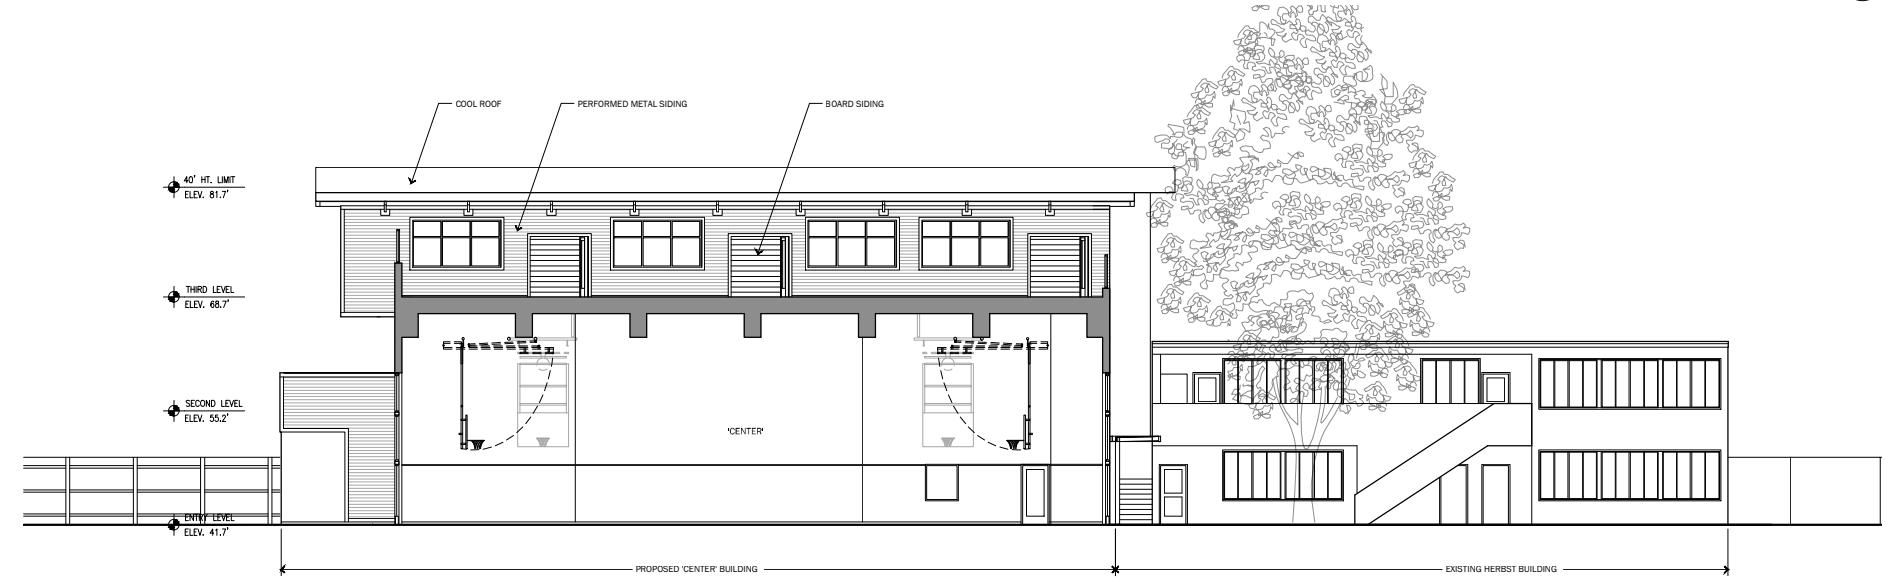 COOL ROOF
PERFORMED METAL SIDING
BOARD SIDING
40' HT. LIMIT
ELEV. 81.7'
THIRD LEVEL
ELEV. 68.7'
SECOND LEVEL
ELEV. 55.2'
'CENTER'
ENTRY LEVEL
ELEV. 41.7'
PROPOSED 'CENTER' BUILDING
EXISTING HERBST BUILDING